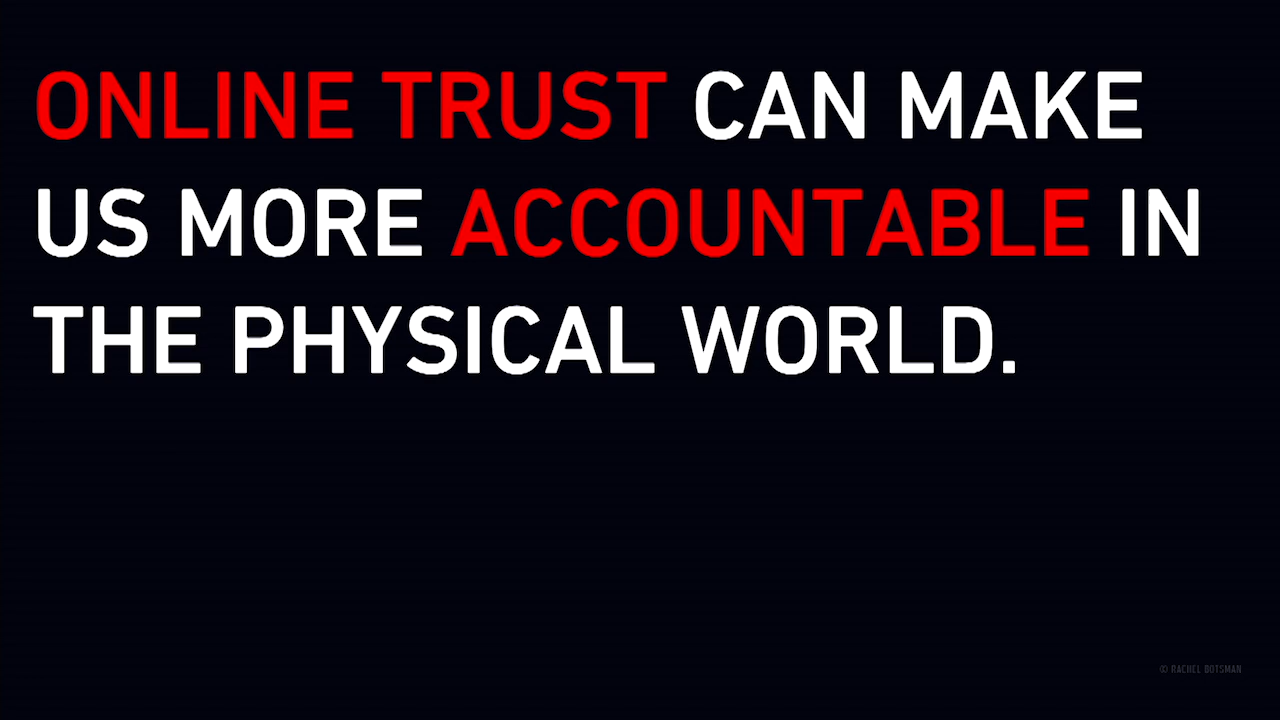 ONLINE TRUST CAN MAKE
US MORE ACCOUNTABLE IN
THE PHYSICAL WORLD.
© RACHEL BOTSMAN